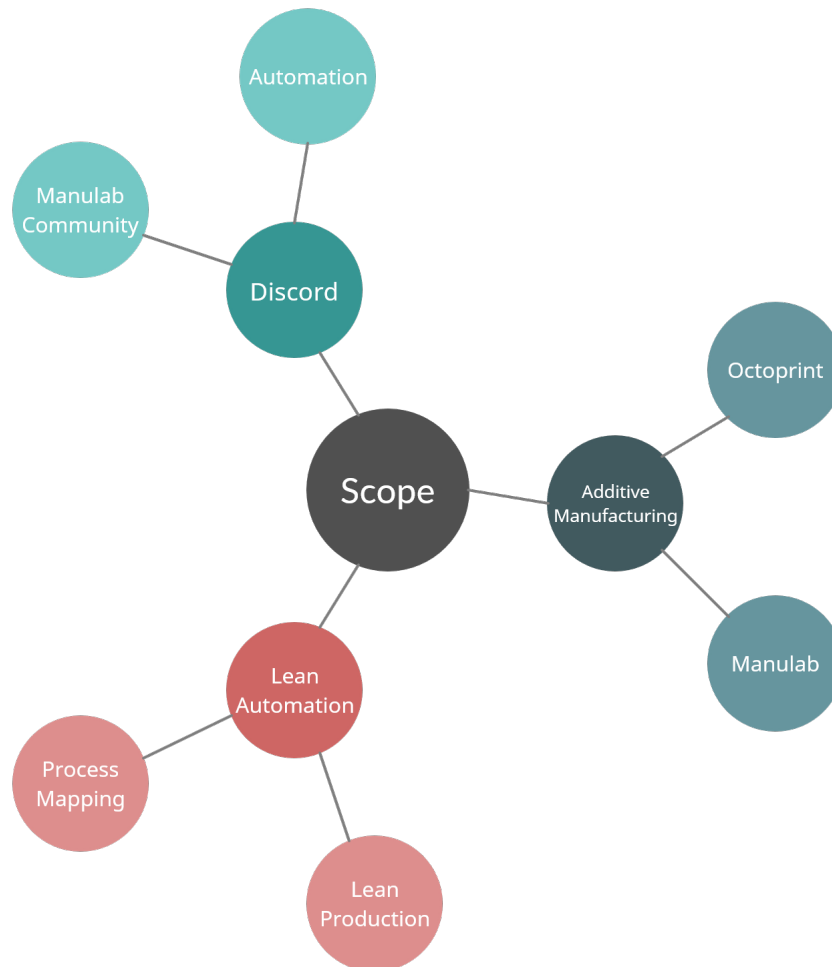 Automation
Manulab
Community
Discord
Octoprint
Scope
Additive
Manufacturing
Manulab
Lean
Automation
Process
Mapping
Lean
Production